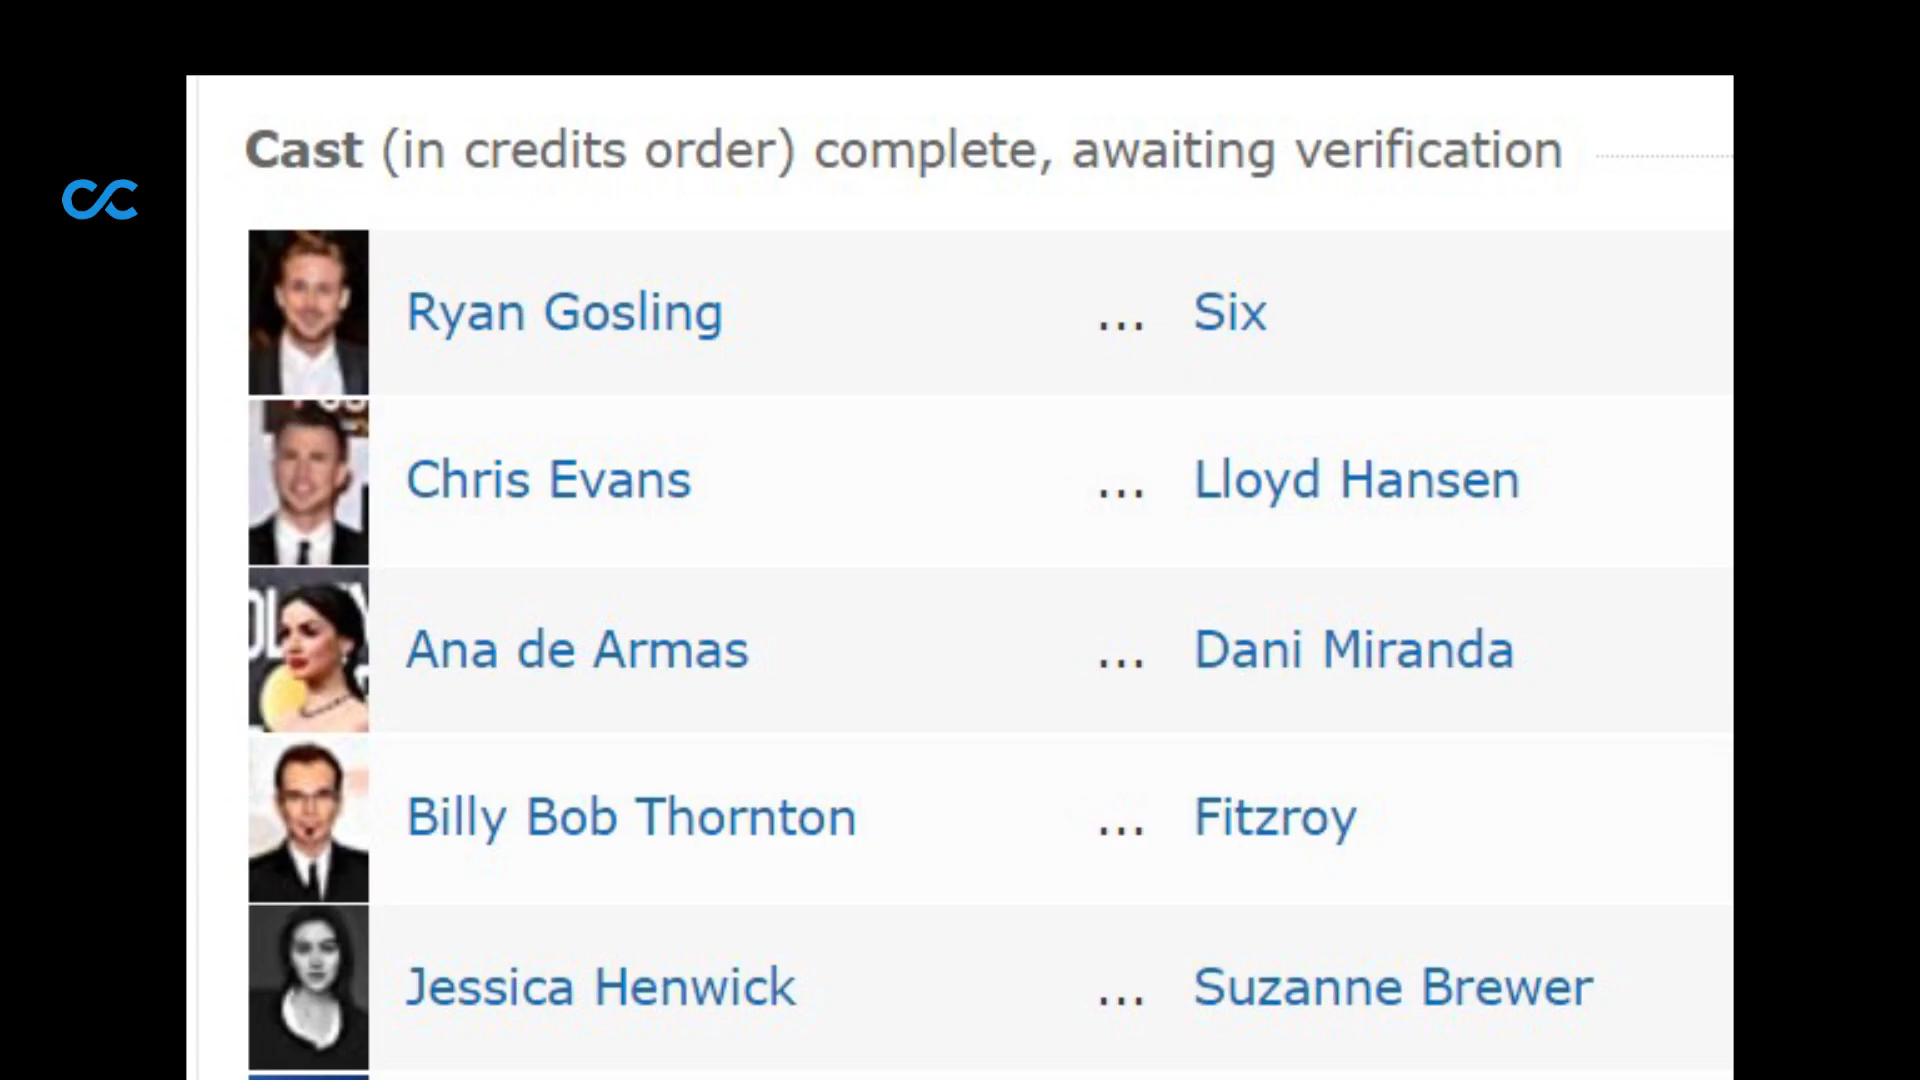 Cast (in credits order) complete, awaiting verification
Ryan Gosling ... Six
Chris Evans ... Lloyd Hansen
Ana de Armas ... Dani Miranda
Billy Bob Thornton ... Fitzroy
Jessica Henwick ... Suzanne Brewer